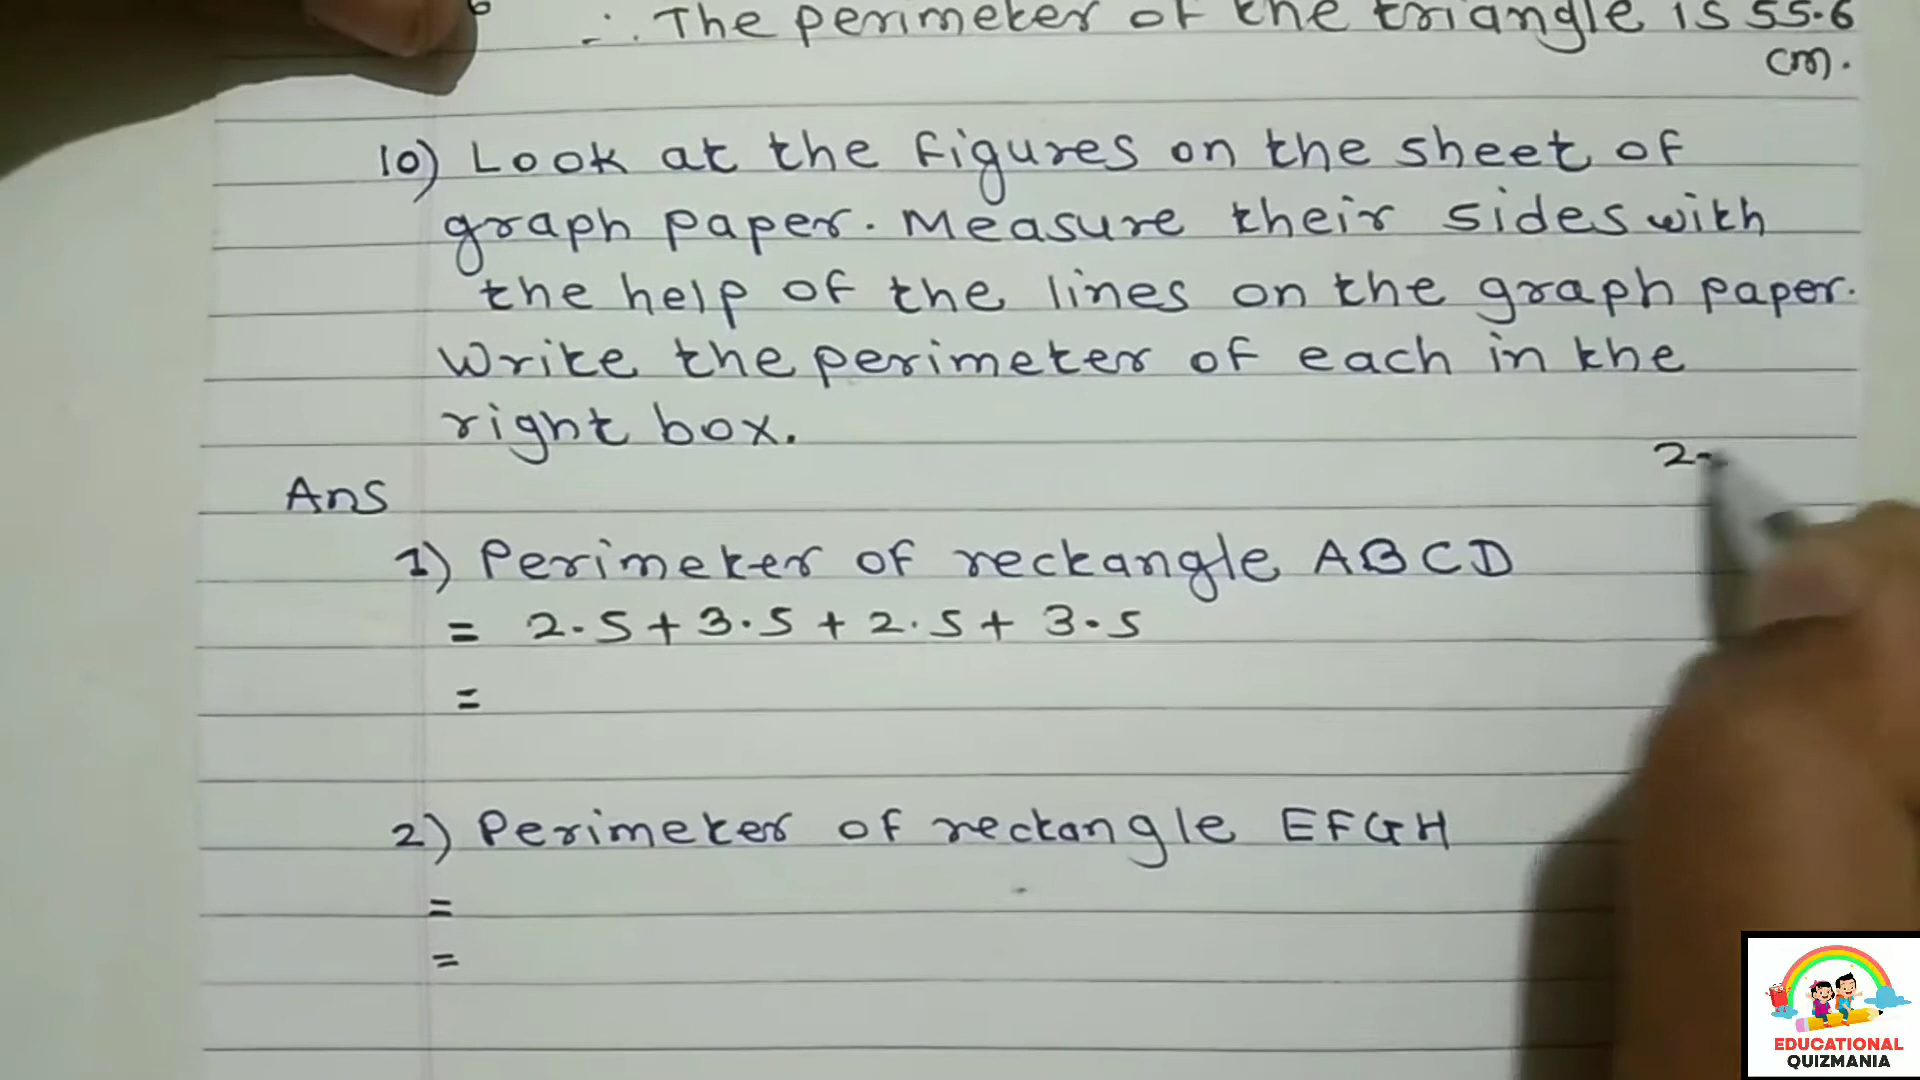 ∴ The perimeter of the triangle is 55.6
cm.
10) Look at the figures on the sheet of
graph paper. Measure their sides with
the help of the lines on the graph paper.
Write the perimeter of each in the
right box.
2.
Ans
1) Perimeter of rectangle ABCD
= 2.5 + 3.5 + 2.5 + 3.5
=
2) Perimeter of rectangle EFGH
=
=
EDUCATIONAL
QUIZMANIA